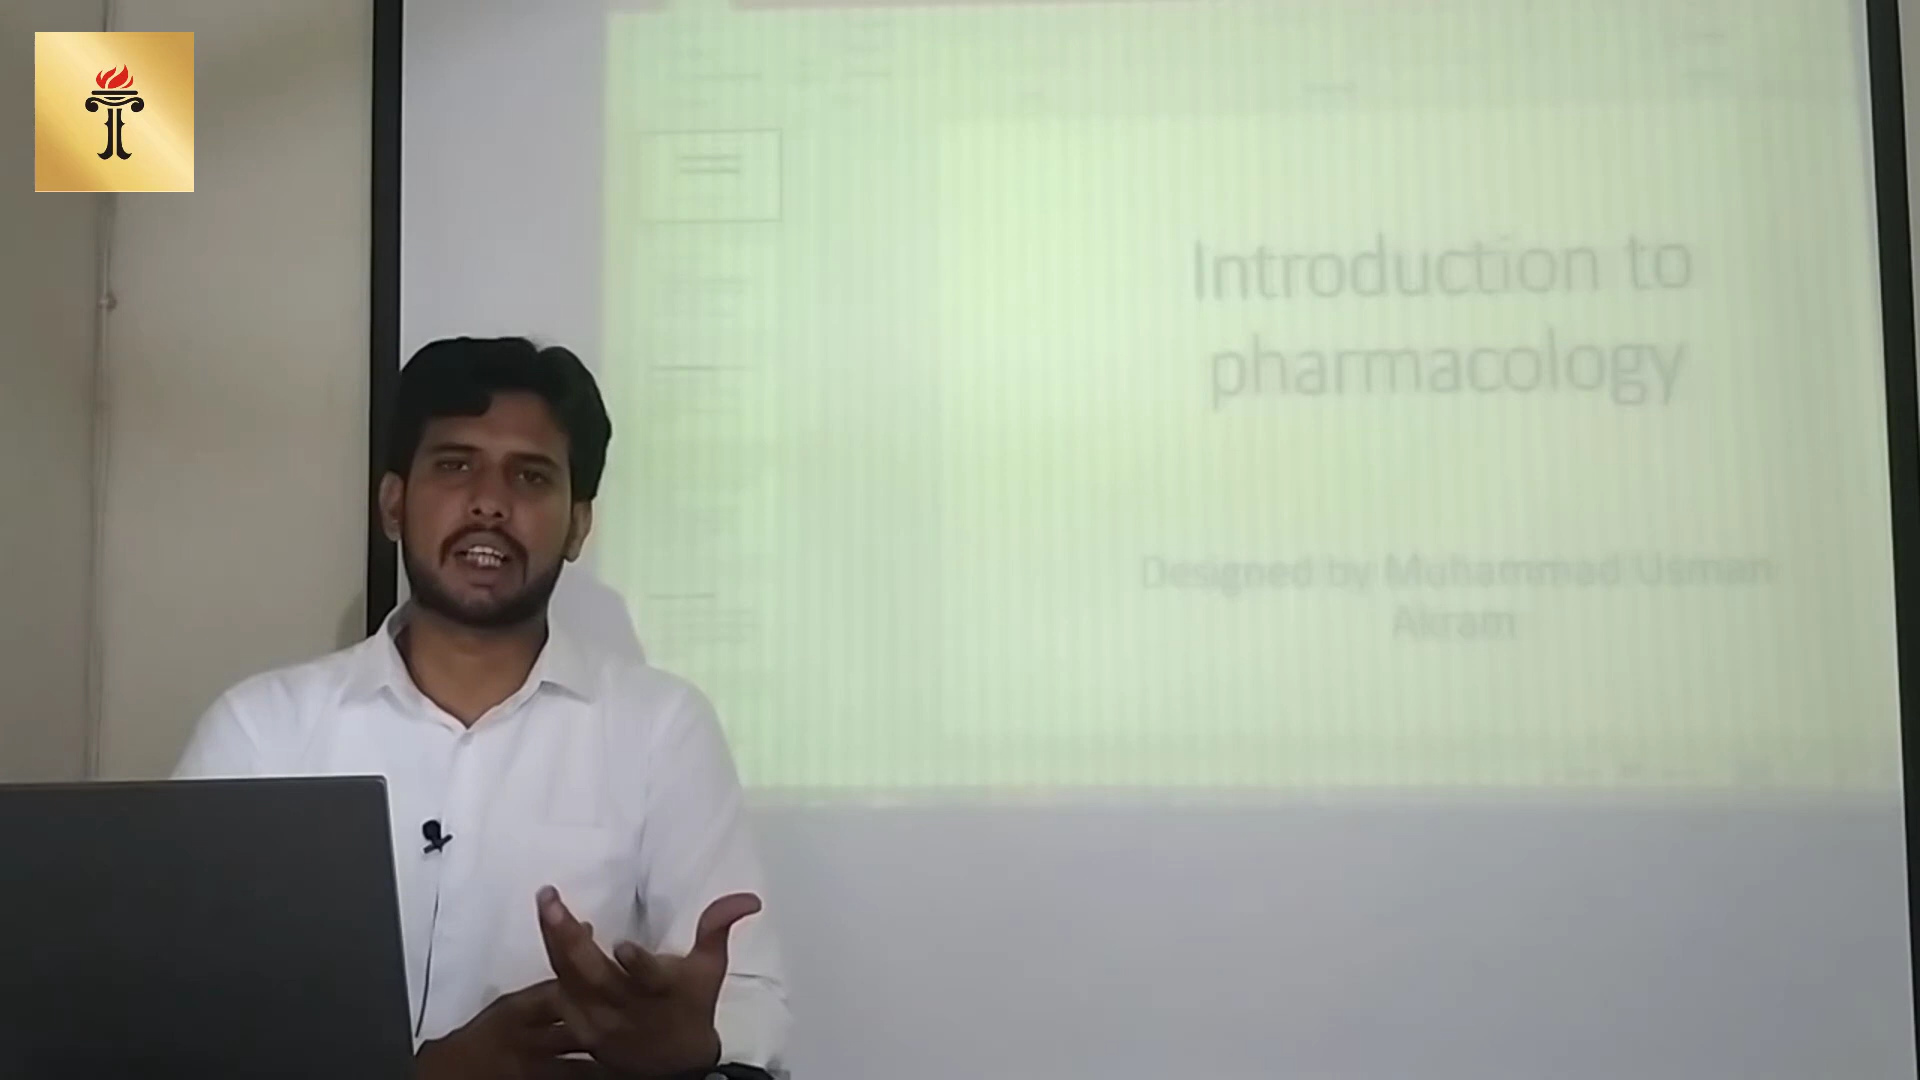 Introduction to
pharmacology
Designed by Muhammad Usman
Akram